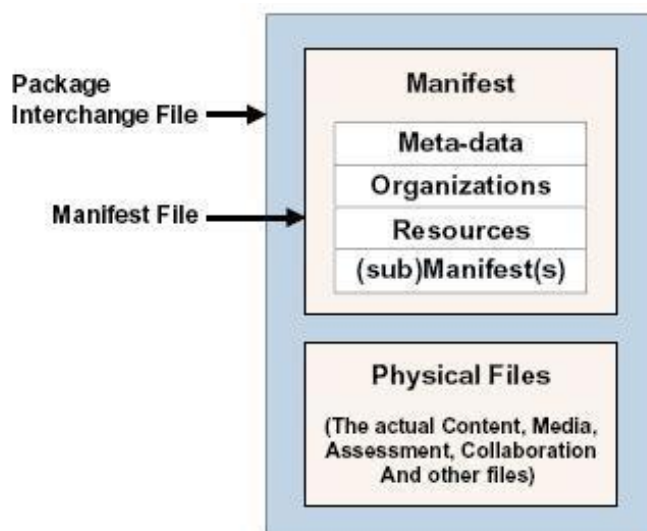 Package
Interchange File
Manifest File
Manifest
Meta-data
Organizations
Resources
(sub)Manifest(s)
Physical Files
(The actual Content, Media,
Assessment, Collaboration
And other files)